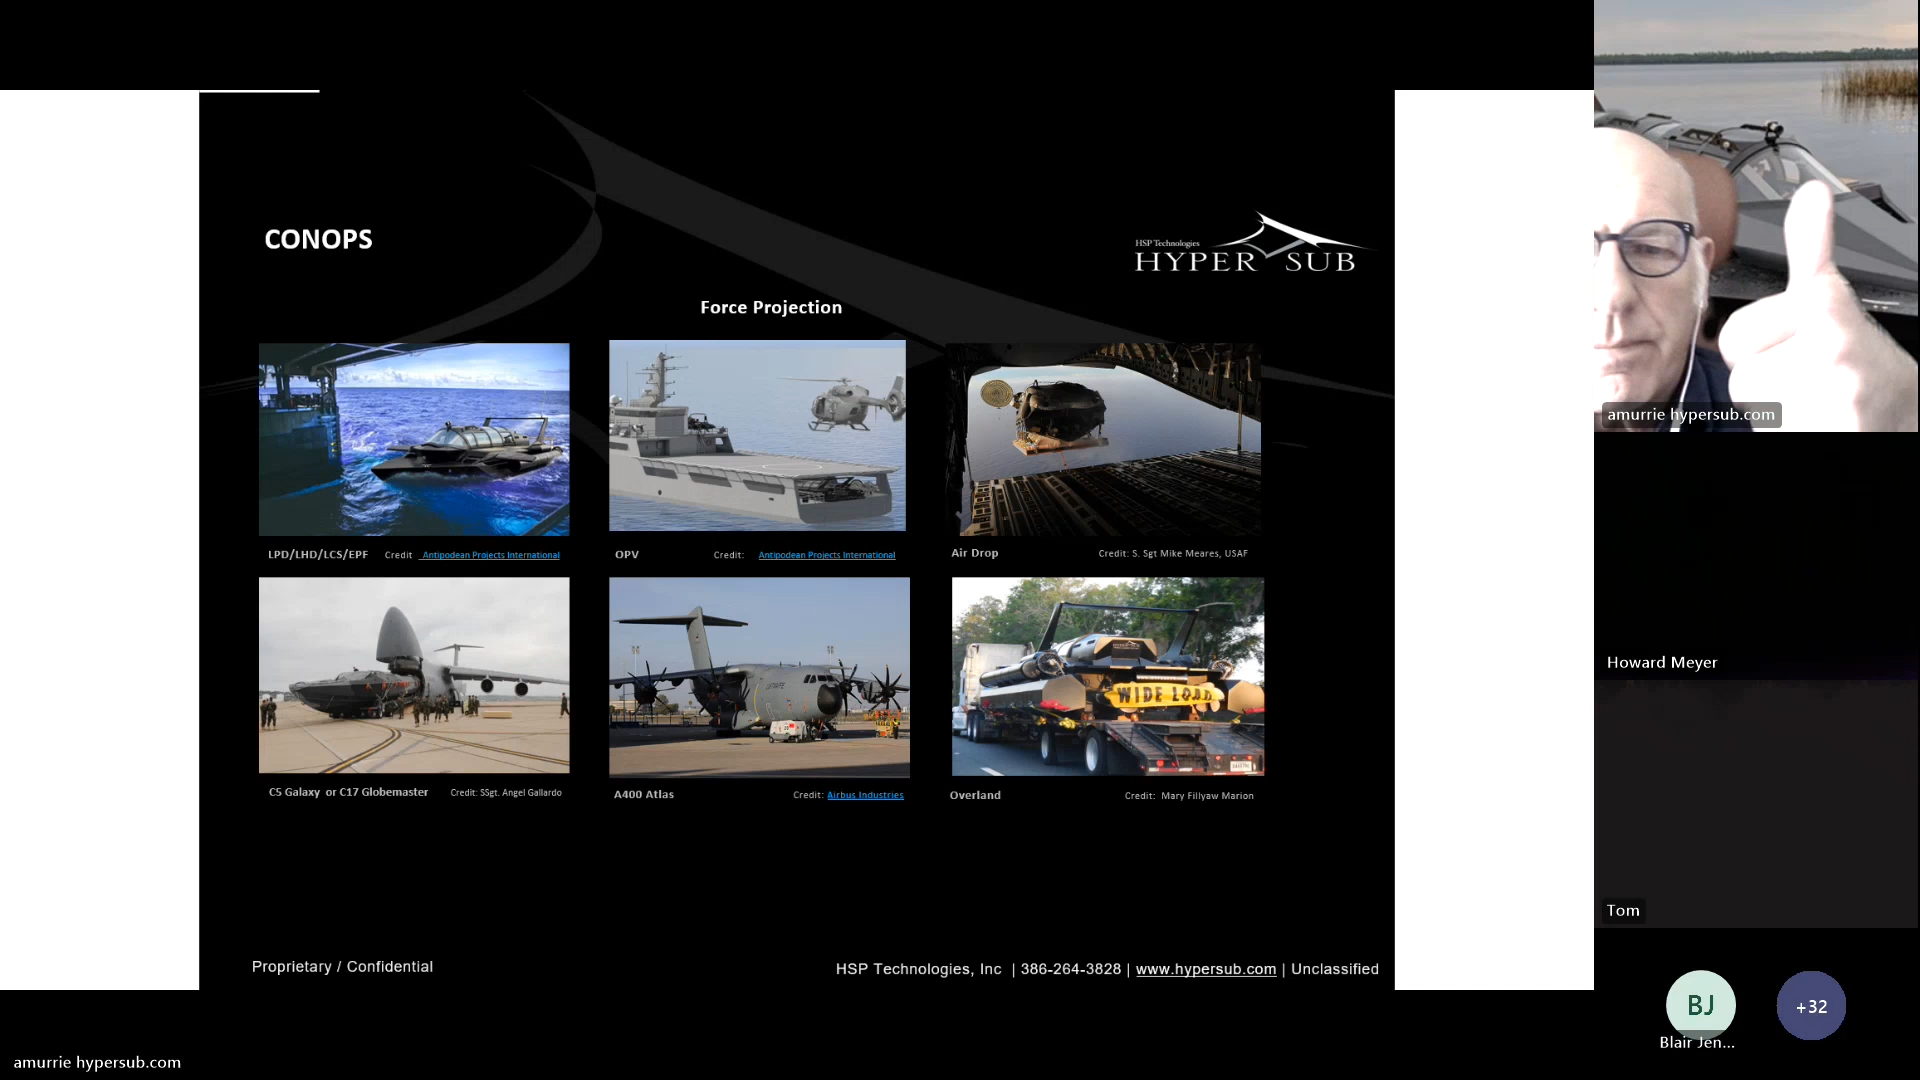 CONOPS
HSP Technologies
HYPER SUB
Force Projection
LPD/LHD/LCS/EPF Credit Antipodean Projects International
OPV Credit: Antipodean Projects International
Air Drop Credit: S. Sgt Mike Meares, USAF
WIDE LOAD
C5 Galaxy or C17 Globemaster Credit: SSgt. Angel Gallardo
A400 Atlas Credit: Airbus Industries
Overland Credit: Mary Fillyaw Marion
Proprietary / Confidential
HSP Technologies, Inc | 386-264-3828 | www.hypersub.com | Unclassified
amurrie hypersub.com
Howard Meyer
Tom
BJ
+32
Blair Jen...
amurrie hypersub.com